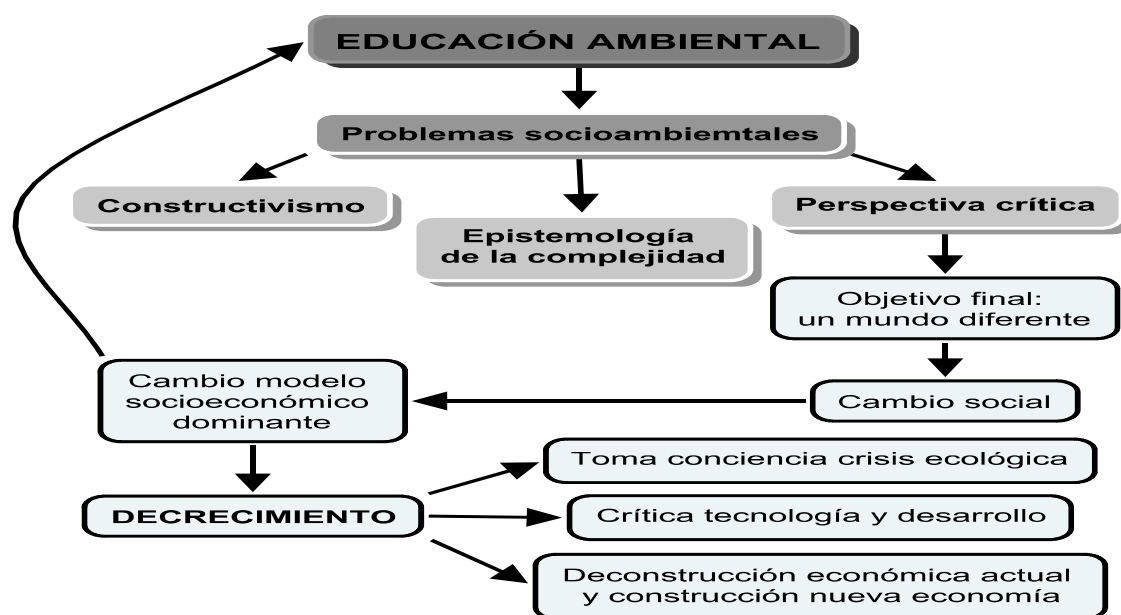 EDUCACIÓN AMBIENTAL
Problemas socioambiemtales
Constructivismo
Epistemología
de la complejidad
Perspectiva crítica
Objetivo final:
un mundo diferente
Cambio social
Cambio modelo
socioeconómico
dominante
DECRECIMIENTO
Toma conciencia crisis ecológica
Crítica tecnología y desarrollo
Deconstrucción económica actual
y construcción nueva economía